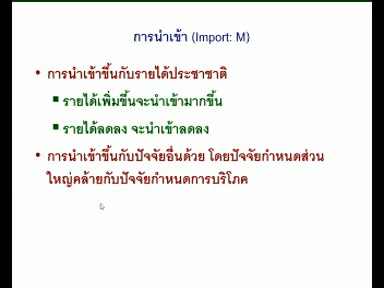 การนำเข้า (Import: M)
• การนำเข้าขึ้นกับรายได้ประชาชาติ
▪ รายได้เพิ่มขึ้นจะนำเข้ามากขึ้น
▪ รายได้ลดลง จะนำเข้าลดลง
• การนำเข้าขึ้นกับปัจจัยอื่นด้วย โดยปัจจัยกำหนดส่วน
ใหญ่คล้ายกับปัจจัยกำหนดการบริโภค